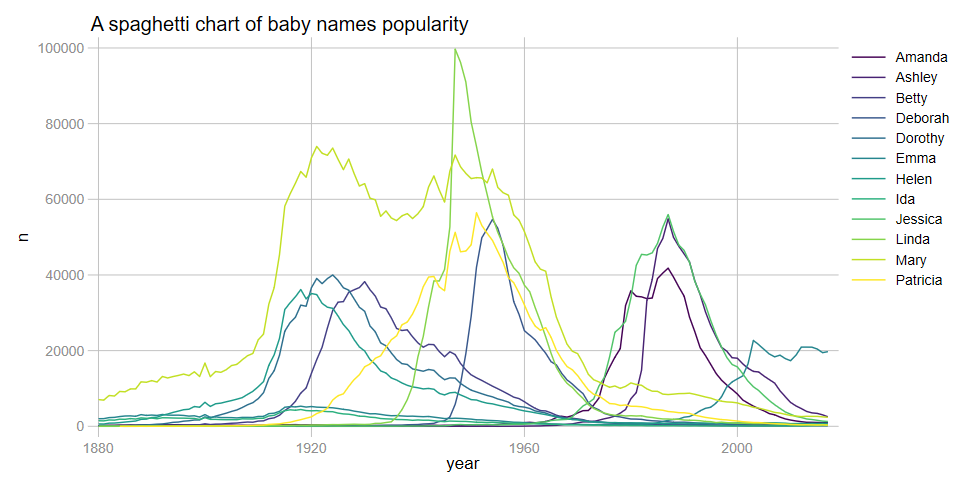 A spaghetti chart of baby names popularity
100000
80000
60000
40000
20000
0
n
1880
1920
1960
2000
year
Amanda
Ashley
Betty
Deborah
Dorothy
Emma
Helen
Ida
Jessica
Linda
Mary
Patricia